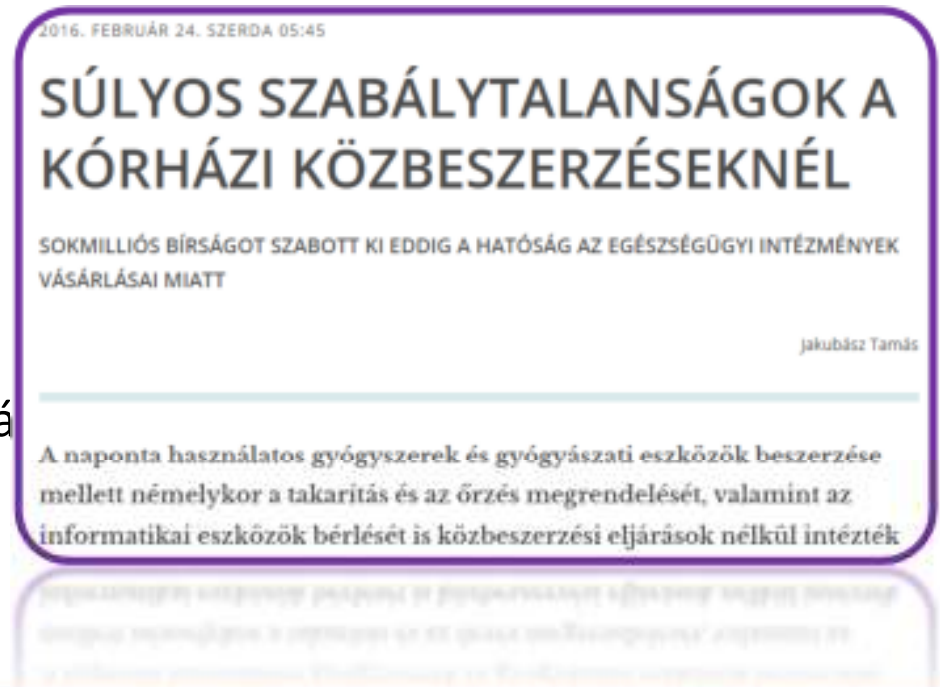 2016. FEBRUÁR 24. SZERDA 05:45
SÚLYOS SZABÁLYTALANSÁGOK A
KÓRHÁZI KÖZBESZERZÉSEKNÉL
SOKMILLIÓS BÍRSÁGOT SZABOTT KI EDDIG A HATÓSÁG AZ EGÉSZSÉGÜGYI INTÉZMÉNYEK
VÁSÁRLÁSAI MIATT
Jakubász Tamás
á
A naponta használatos gyógyszerek és gyógyászati eszközök beszerzése
mellett némelykor a takarítás és az őrzés megrendelését, valamint az
informatikai eszközök bérlését is közbeszerzési eljárások nélkül intézték